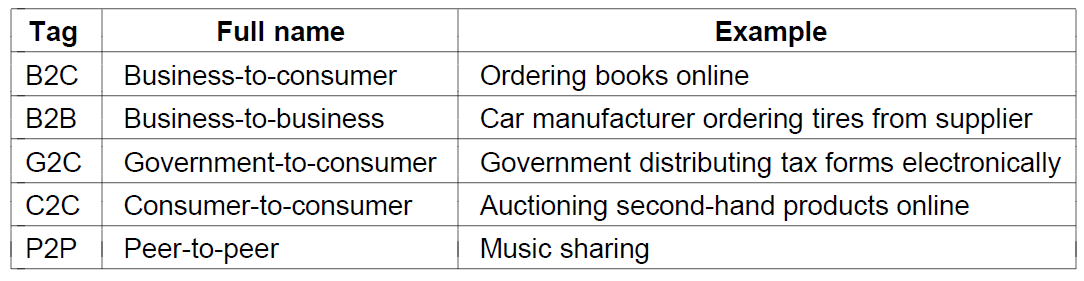 Tag Full name Example
B2C Business-to-consumer Ordering books online
B2B Business-to-business Car manufacturer ordering tires from supplier
G2C Government-to-consumer Government distributing tax forms electronically
C2C Consumer-to-consumer Auctioning second-hand products online
P2P Peer-to-peer Music sharing